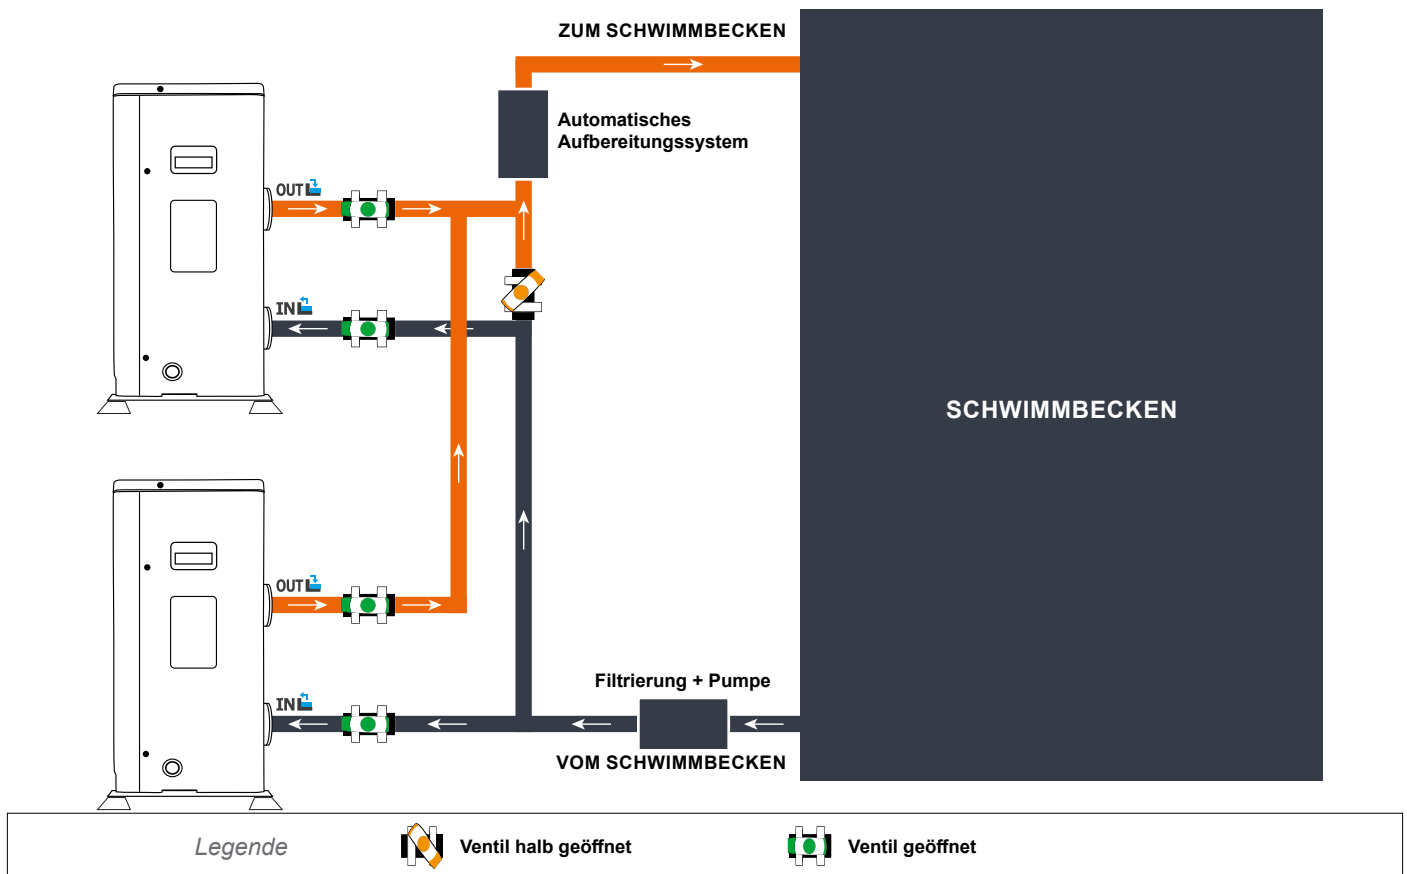 ZUM SCHWIMMBECKEN
Automatisches
Aufbereitungssystem
OUT
IN
SCHWIMMBECKEN
OUT
IN
Filtrierung + Pumpe
VOM SCHWIMMBECKEN
Legende
Ventil halb geöffnet
Ventil geöffnet